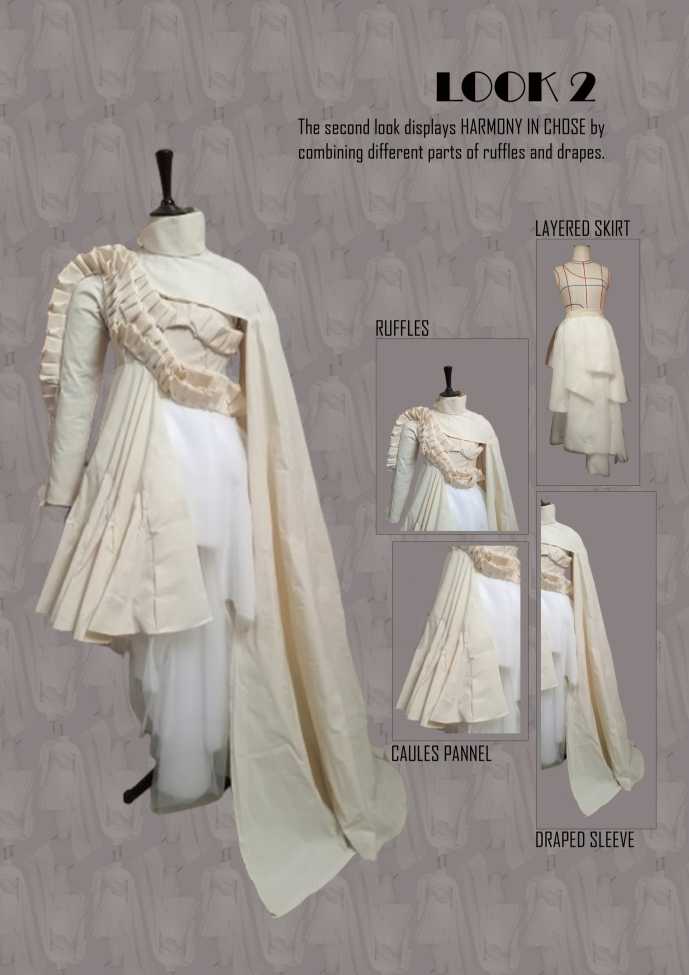 LOOK 2
The second look displays HARMONY IN CHOSE by
combining different parts of ruffles and drapes.
LAYERED SKIRT
RUFFLES
CAULES PANNEL
DRAPED SLEEVE